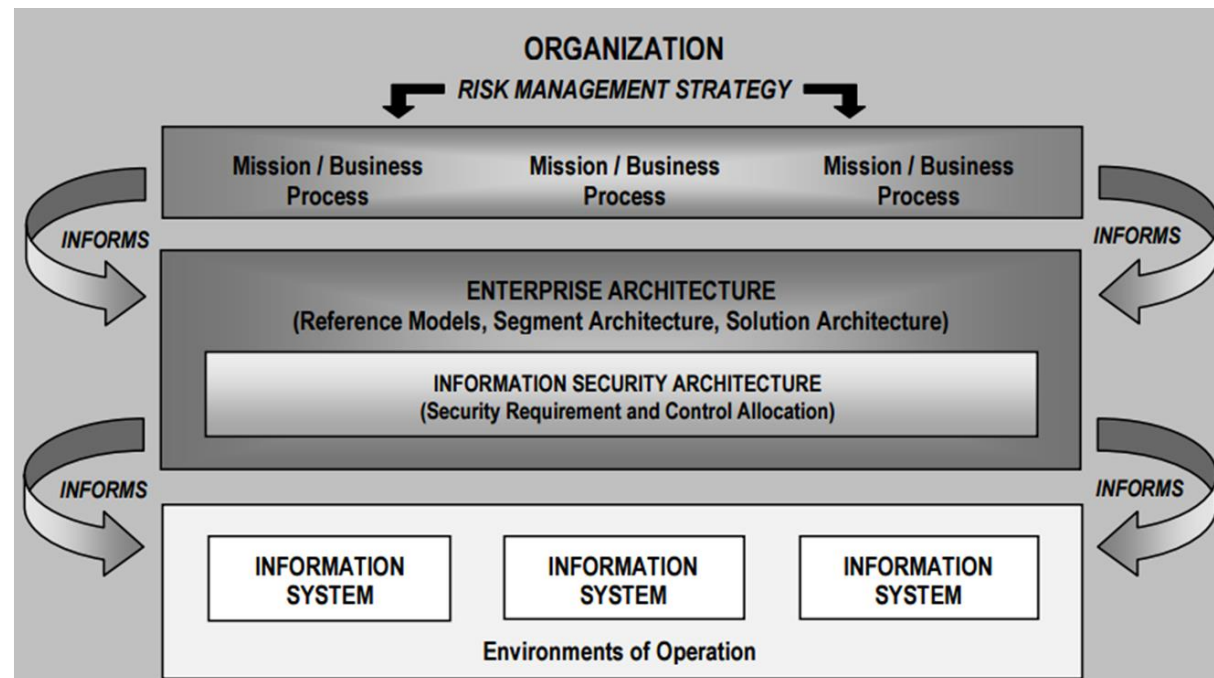 ORGANIZATION
RISK MANAGEMENT STRATEGY
Mission / Business Process
Mission / Business Process
Mission / Business Process
INFORMS
INFORMS
ENTERPRISE ARCHITECTURE
(Reference Models, Segment Architecture, Solution Architecture)
INFORMATION SECURITY ARCHITECTURE
(Security Requirement and Control Allocation)
INFORMS
INFORMS
INFORMATION
SYSTEM
INFORMATION
SYSTEM
INFORMATION
SYSTEM
Environments of Operation